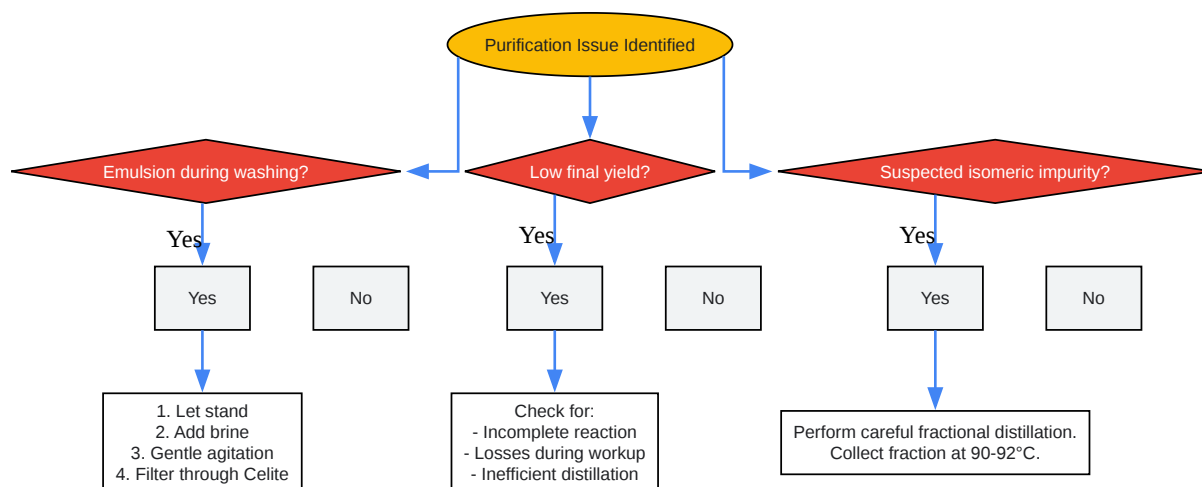 Purification Issue Identified
Emulsion during washing?
Low final yield?
Suspected isomeric impurity?
Yes
Yes
Yes
Yes
No
Yes
No
Yes
No
1. Let stand
2. Add brine
3. Gentle agitation
4. Filter through Celite
Check for:
- Incomplete reaction
- Losses during workup
- Inefficient distillation
Perform careful fractional distillation.
Collect fraction at 90-92°C.